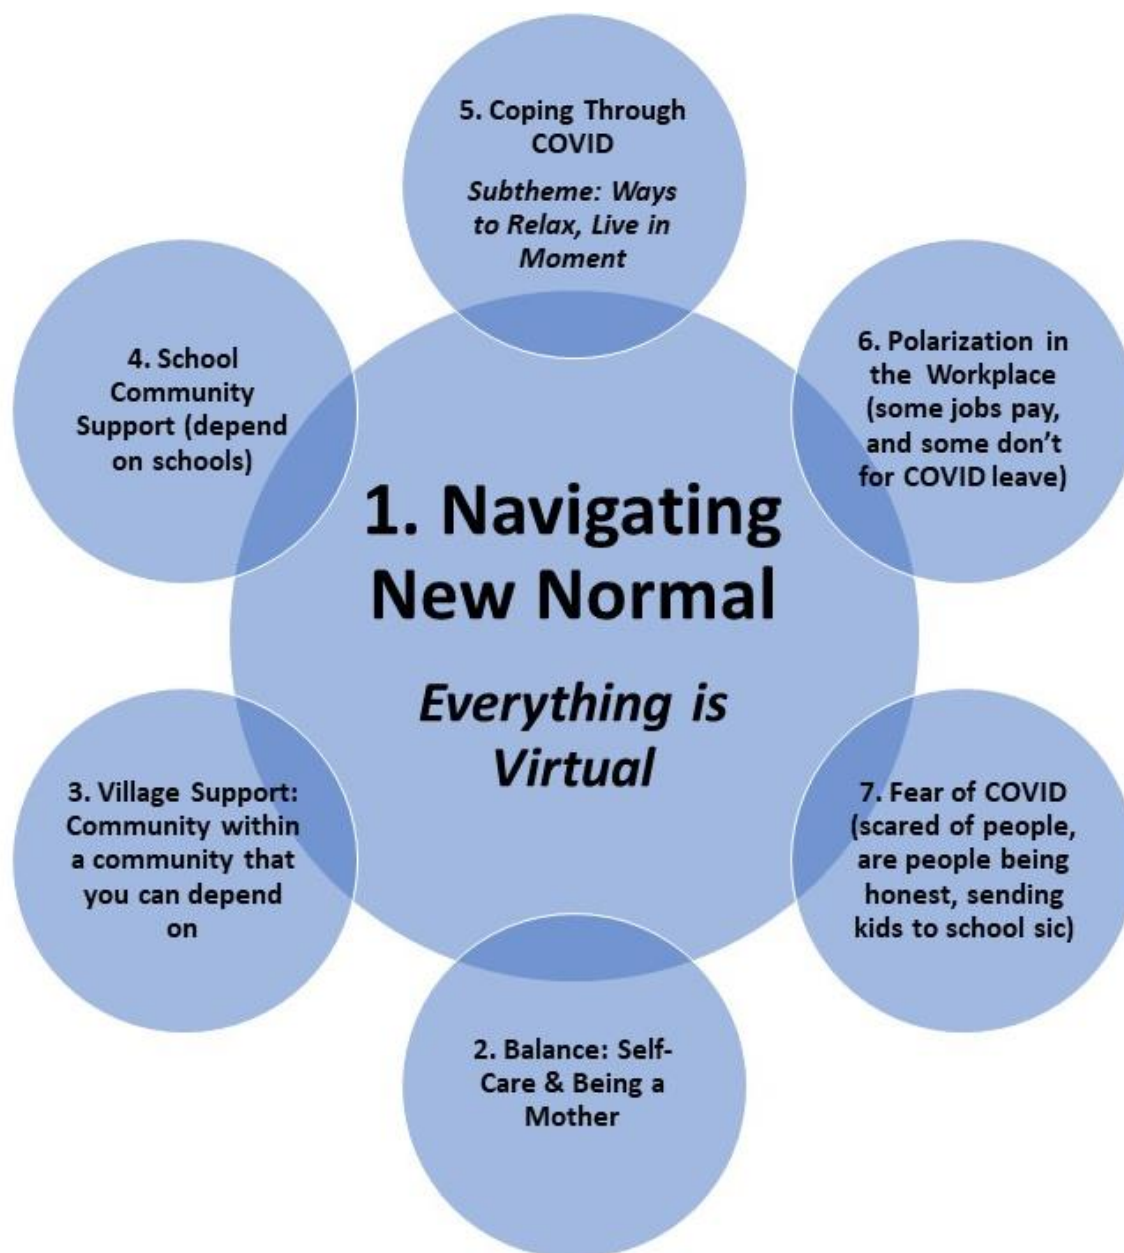 5. Coping Through
COVID
Subtheme: Ways
to Relax, Live in
Moment
4. School
Community
Support (depend
on schools)
6. Polarization in
the Workplace
(some jobs pay,
and some don't
for COVID leave)
1. Navigating
New Normal
Everything is
Virtual
3. Village Support:
Community within
a community that
you can depend
on
7. Fear of COVID
(scared of people,
are people being
honest, sending
kids to school sic)
2. Balance: Self-
Care & Being a
Mother